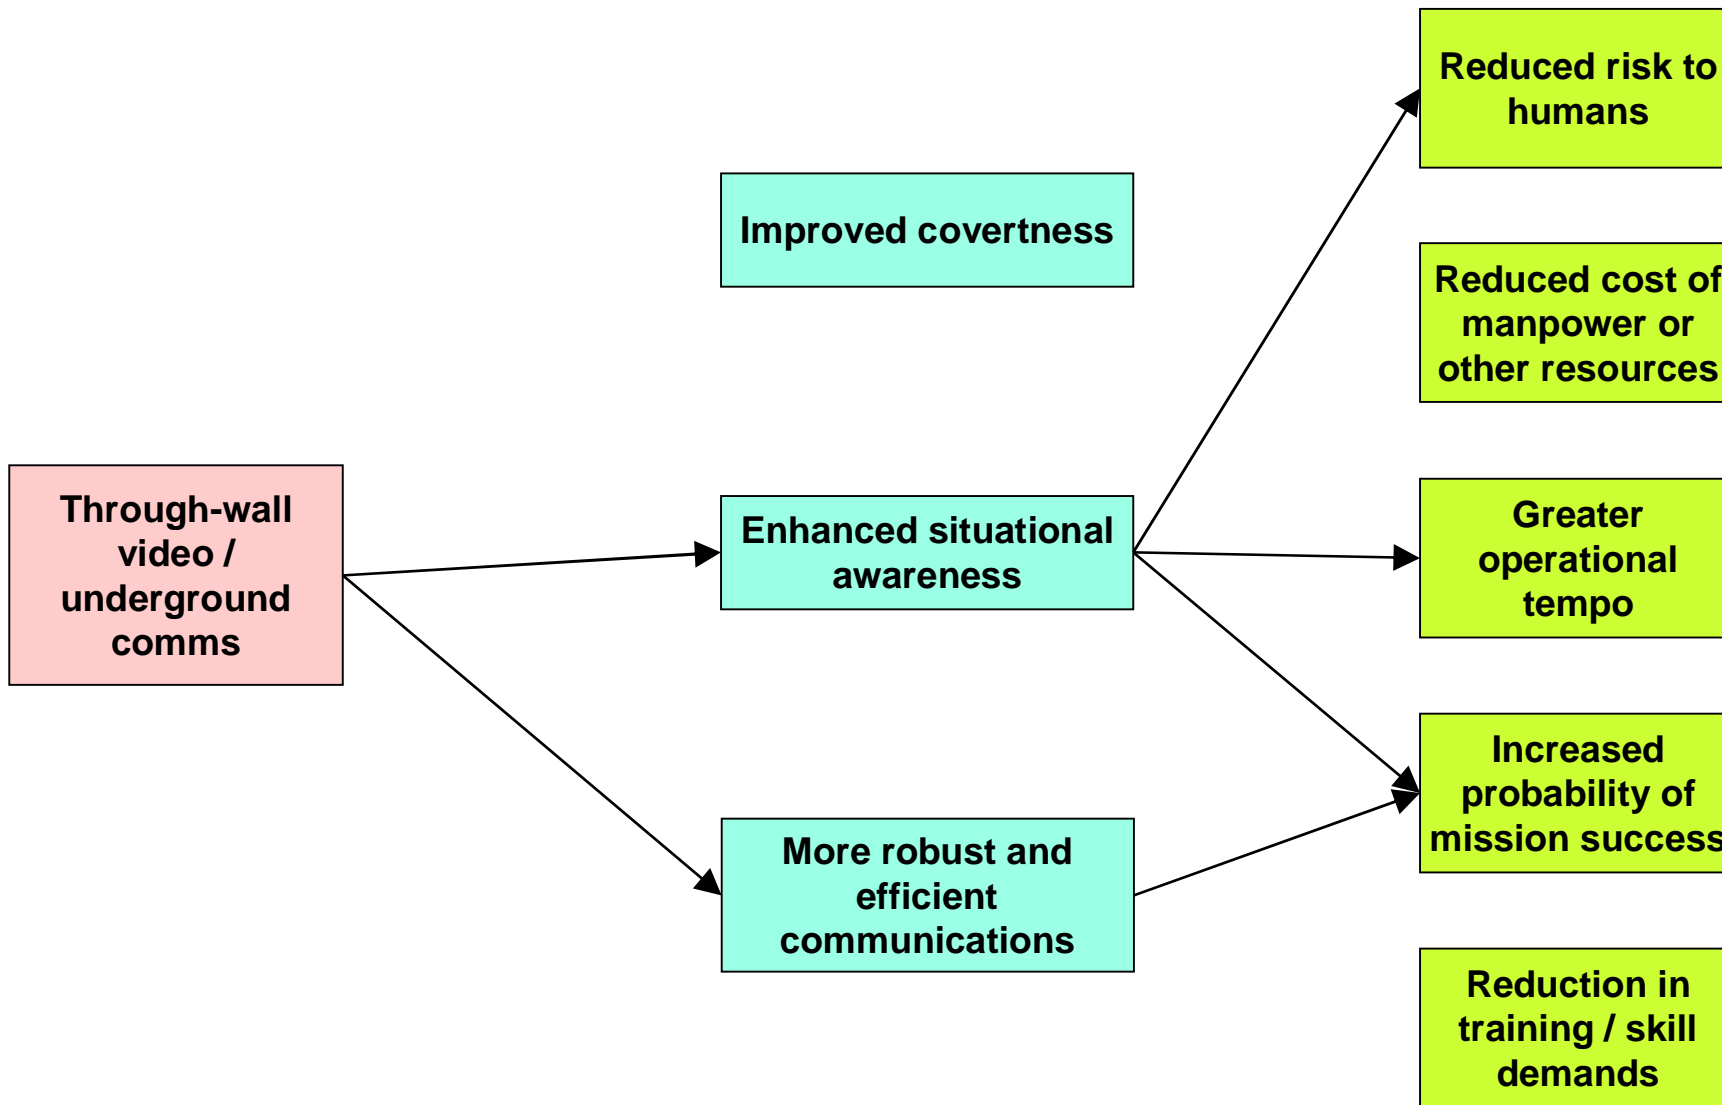 Through-wall
video /
underground
comms
Improved covertness
Enhanced situational
awareness
More robust and
efficient
communications
Reduced risk to
humans
Reduced cost of
manpower or
other resources
Greater
operational
tempo
Increased
probability of
mission success
Reduction in
training / skill
demands